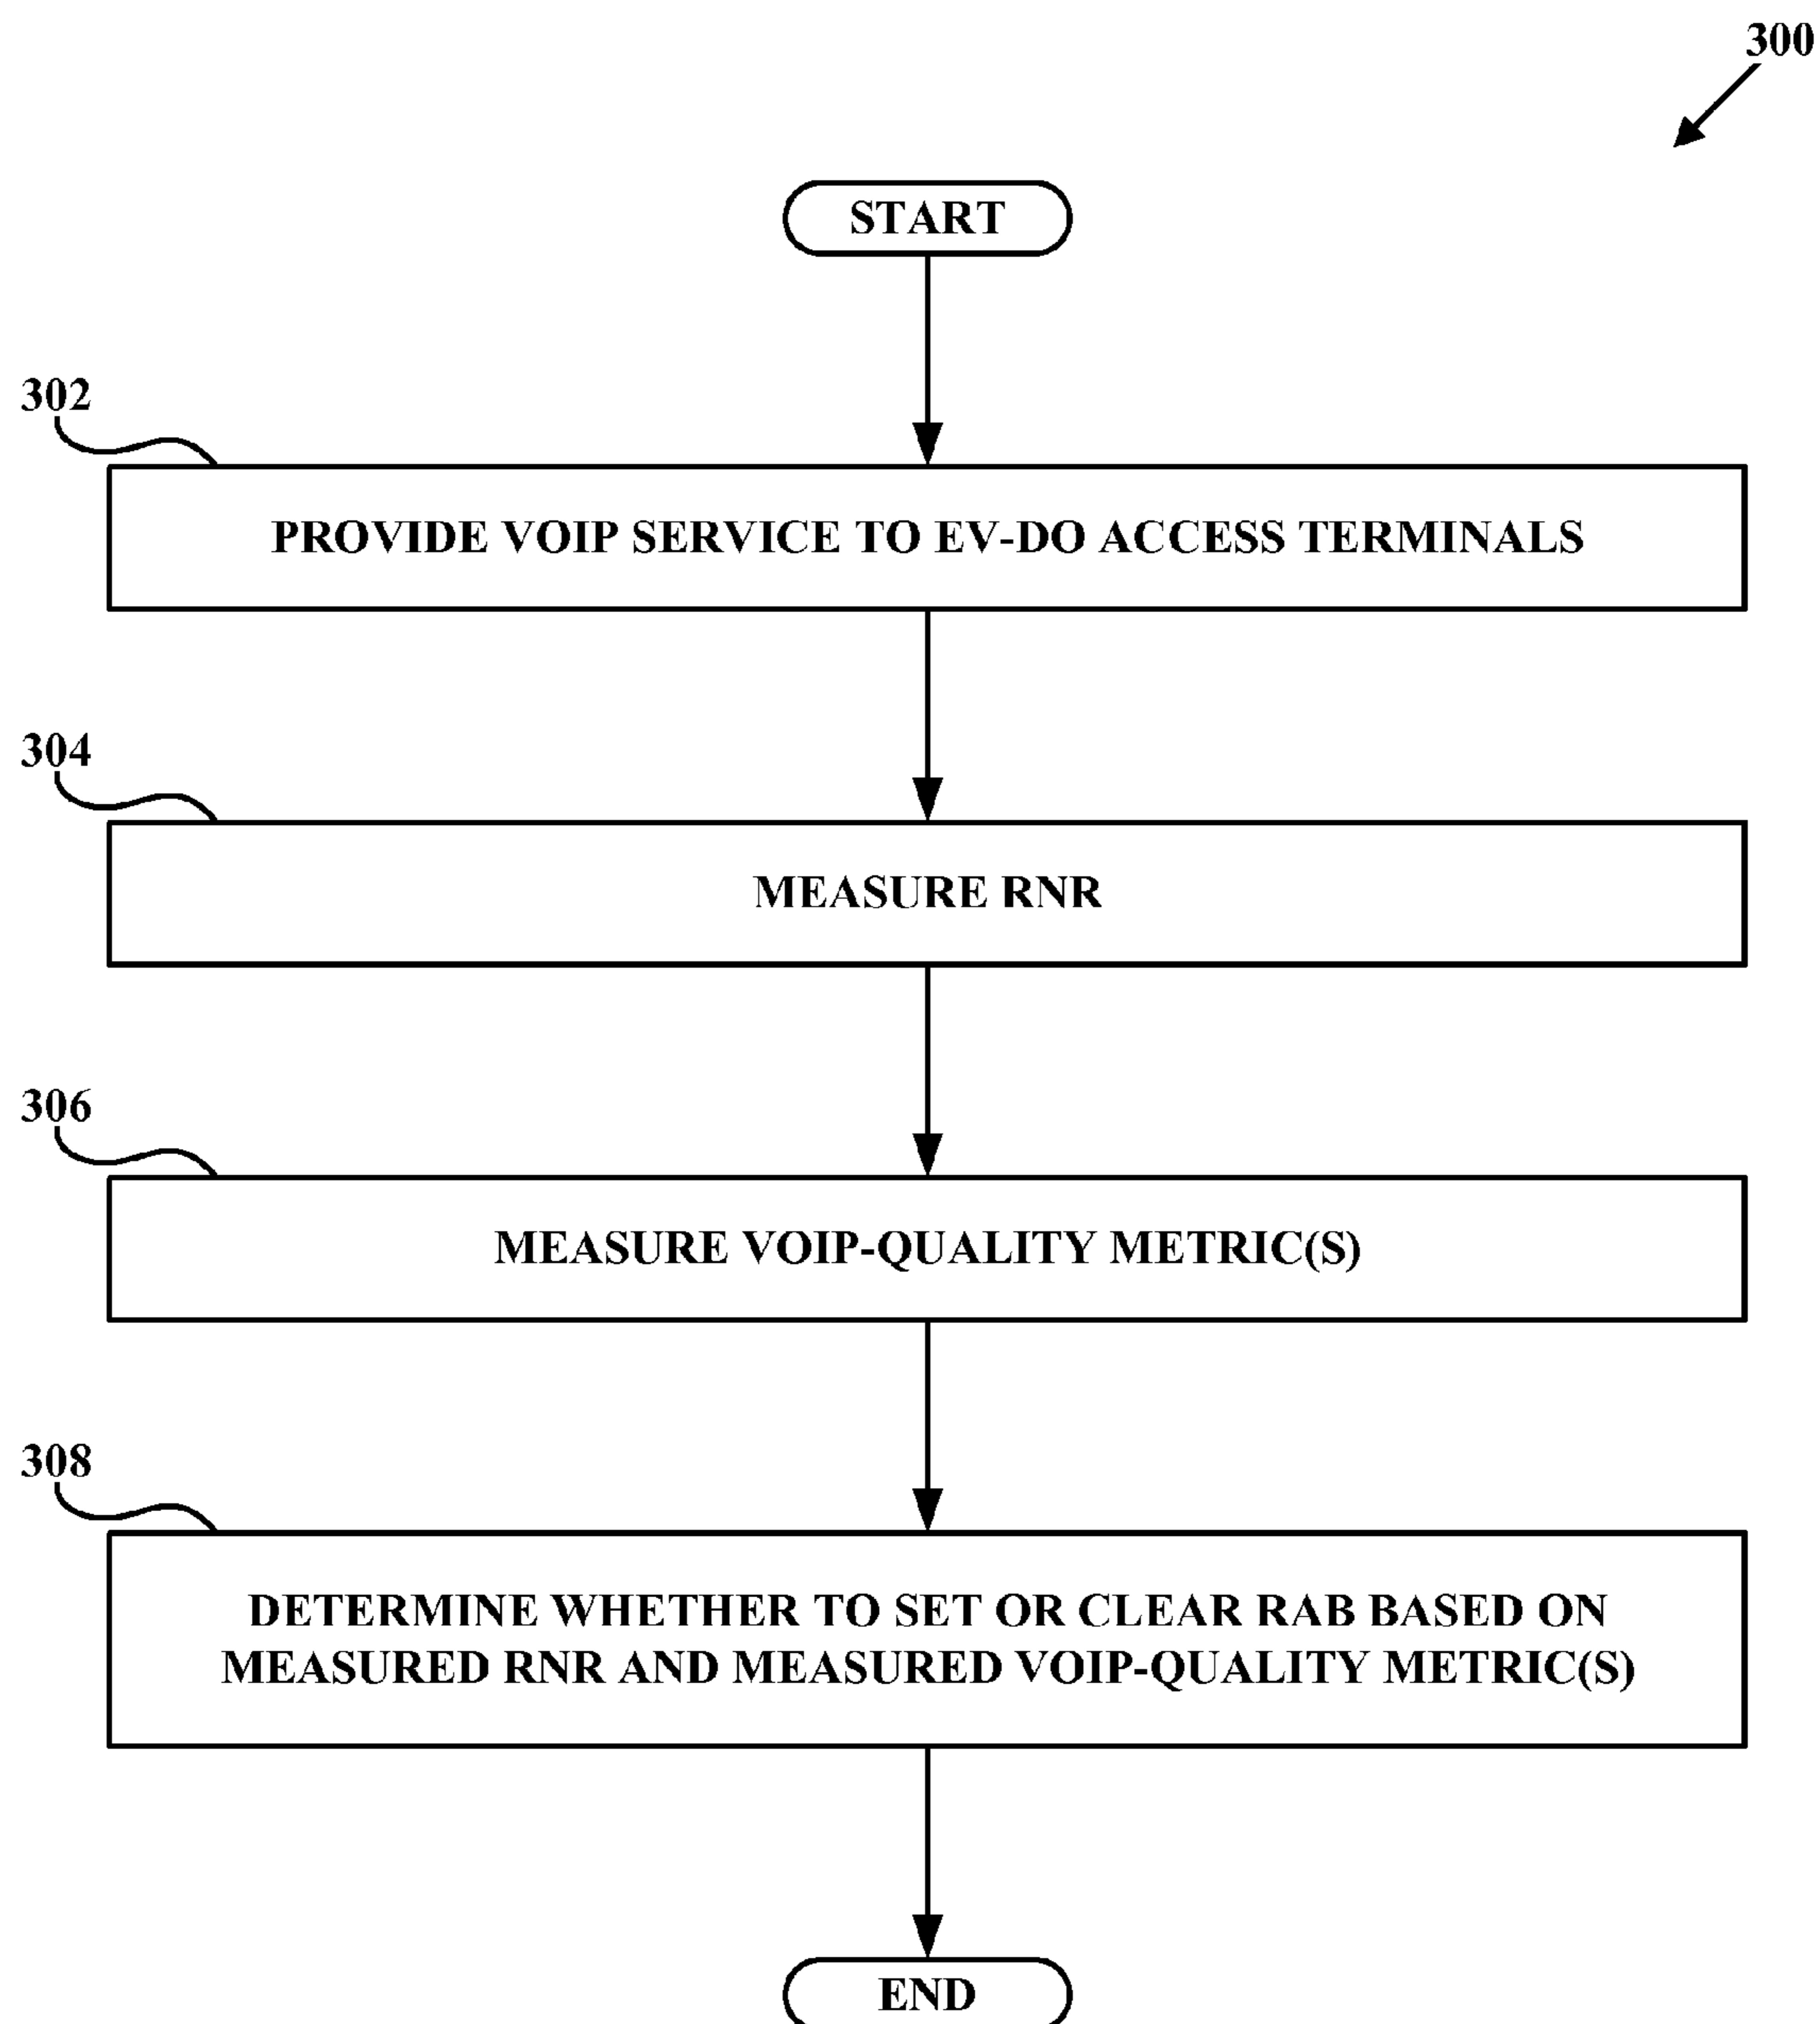 300
START
302
PROVIDE VOIP SERVICE TO EV-DO ACCESS TERMINALS
304
MEASURE RNR
306
MEASURE VOIP-QUALITY METRIC(S)
308
DETERMINE WHETHER TO SET OR CLEAR RAB BASED ON
MEASURED RNR AND MEASURED VOIP-QUALITY METRIC(S)
END